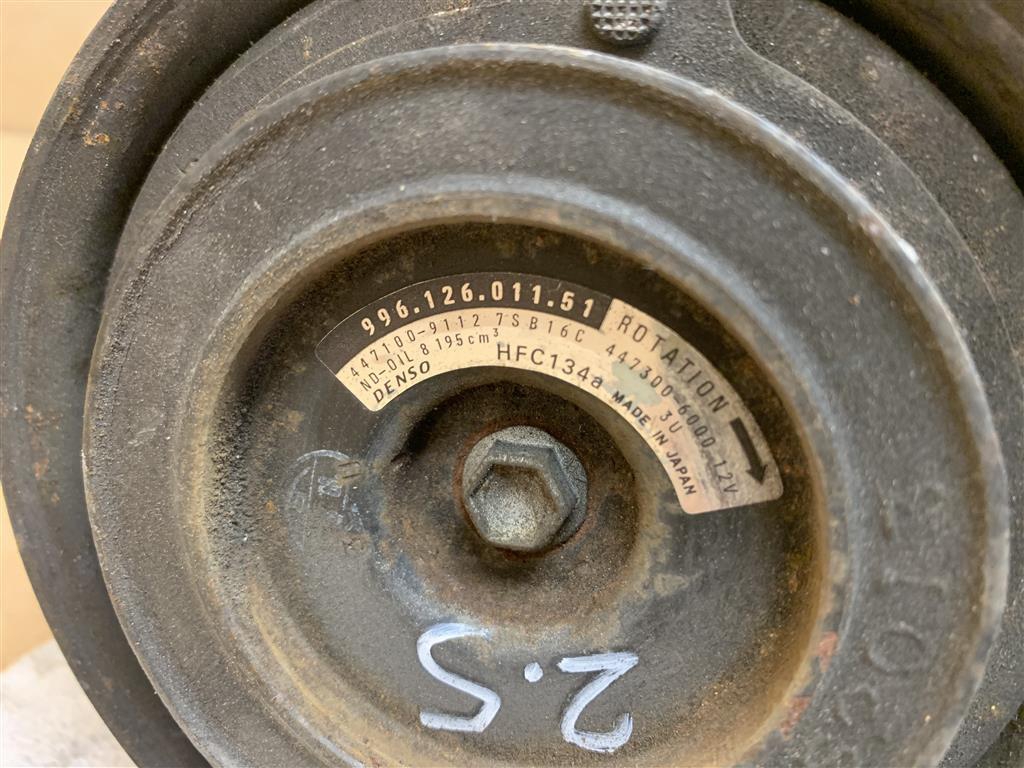 996.126.011.51 ROTATION
447100-9112 7SB16C 447300-6000 12V
ND-OIL 8 195cm³ HFC134a 3U
DENSO MADE IN JAPAN
2.5